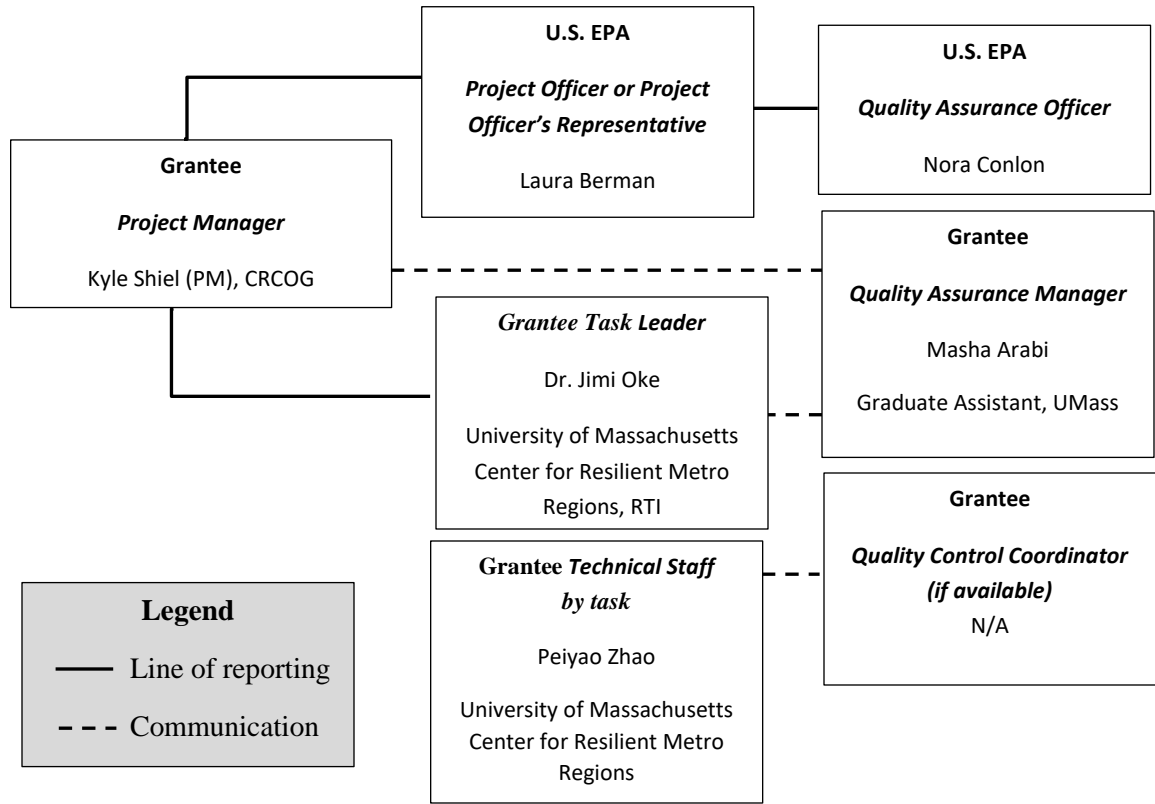 U.S. EPA
Project Officer or Project
Officer’s Representative
Laura Berman
U.S. EPA
Quality Assurance Officer
Nora Conlon
Grantee
Project Manager
Kyle Shiel (PM), CRCOG
Grantee
Quality Assurance Manager
Masha Arabi
Graduate Assistant, UMass
Grantee Task Leader
Dr. Jimi Oke
University of Massachusetts
Center for Resilient Metro
Regions, RTI
Grantee
Quality Control Coordinator
(if available)
N/A
Grantee Technical Staff
by task
Peiyao Zhao
University of Massachusetts
Center for Resilient Metro
Regions
Legend
Line of reporting
Communication